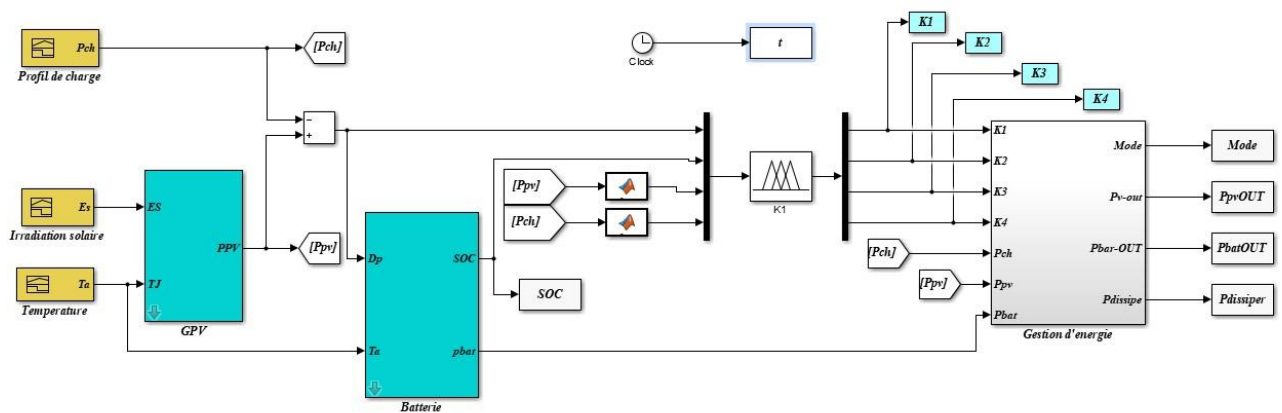 Pch
Profil de charge
[Pch]
Clock
t
K1
K2
K3
K4
−
+
Es
Irradiation solaire
ES
PPV
TJ
GPV
[Ppv]
Ta
Temperature
Dp
SOC
Ta
pbat
Batterie
SOC
[Ppv]
[Pch]
K1
[Pch]
[Ppv]
K1
K2
K3
K4
Pch
Ppv
Pbat
Mode
Pv-out
Pbar-OUT
Pdissipe
Gestion d'energie
Mode
PpvOUT
PbatOUT
Pdissiper